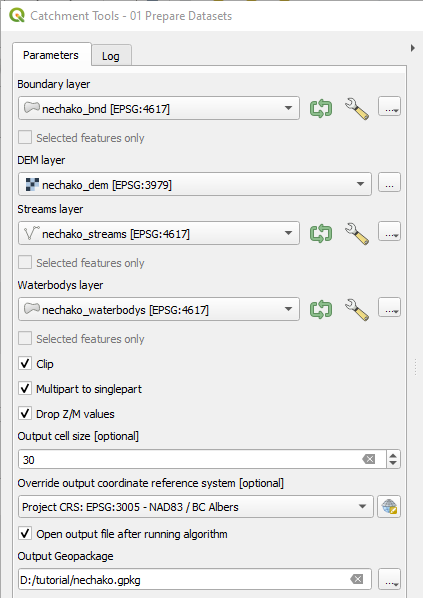 Catchment Tools - 01 Prepare Datasets
Parameters
Log
Boundary layer
nechako_bnd [EPSG:4617]
...
Selected features only
DEM layer
nechako_dem [EPSG:3979]
...
Streams layer
nechako_streams [EPSG:4617]
...
Selected features only
Waterbodys layer
nechako_waterbodys [EPSG:4617]
...
Selected features only
Clip
Multipart to singlepart
Drop Z/M values
Output cell size [optional]
30
Override output coordinate reference system [optional]
Project CRS: EPSG:3005 - NAD83 / BC Albers
Open output file after running algorithm
Output Geopackage
D:/tutorial/nechako.gpkg
...